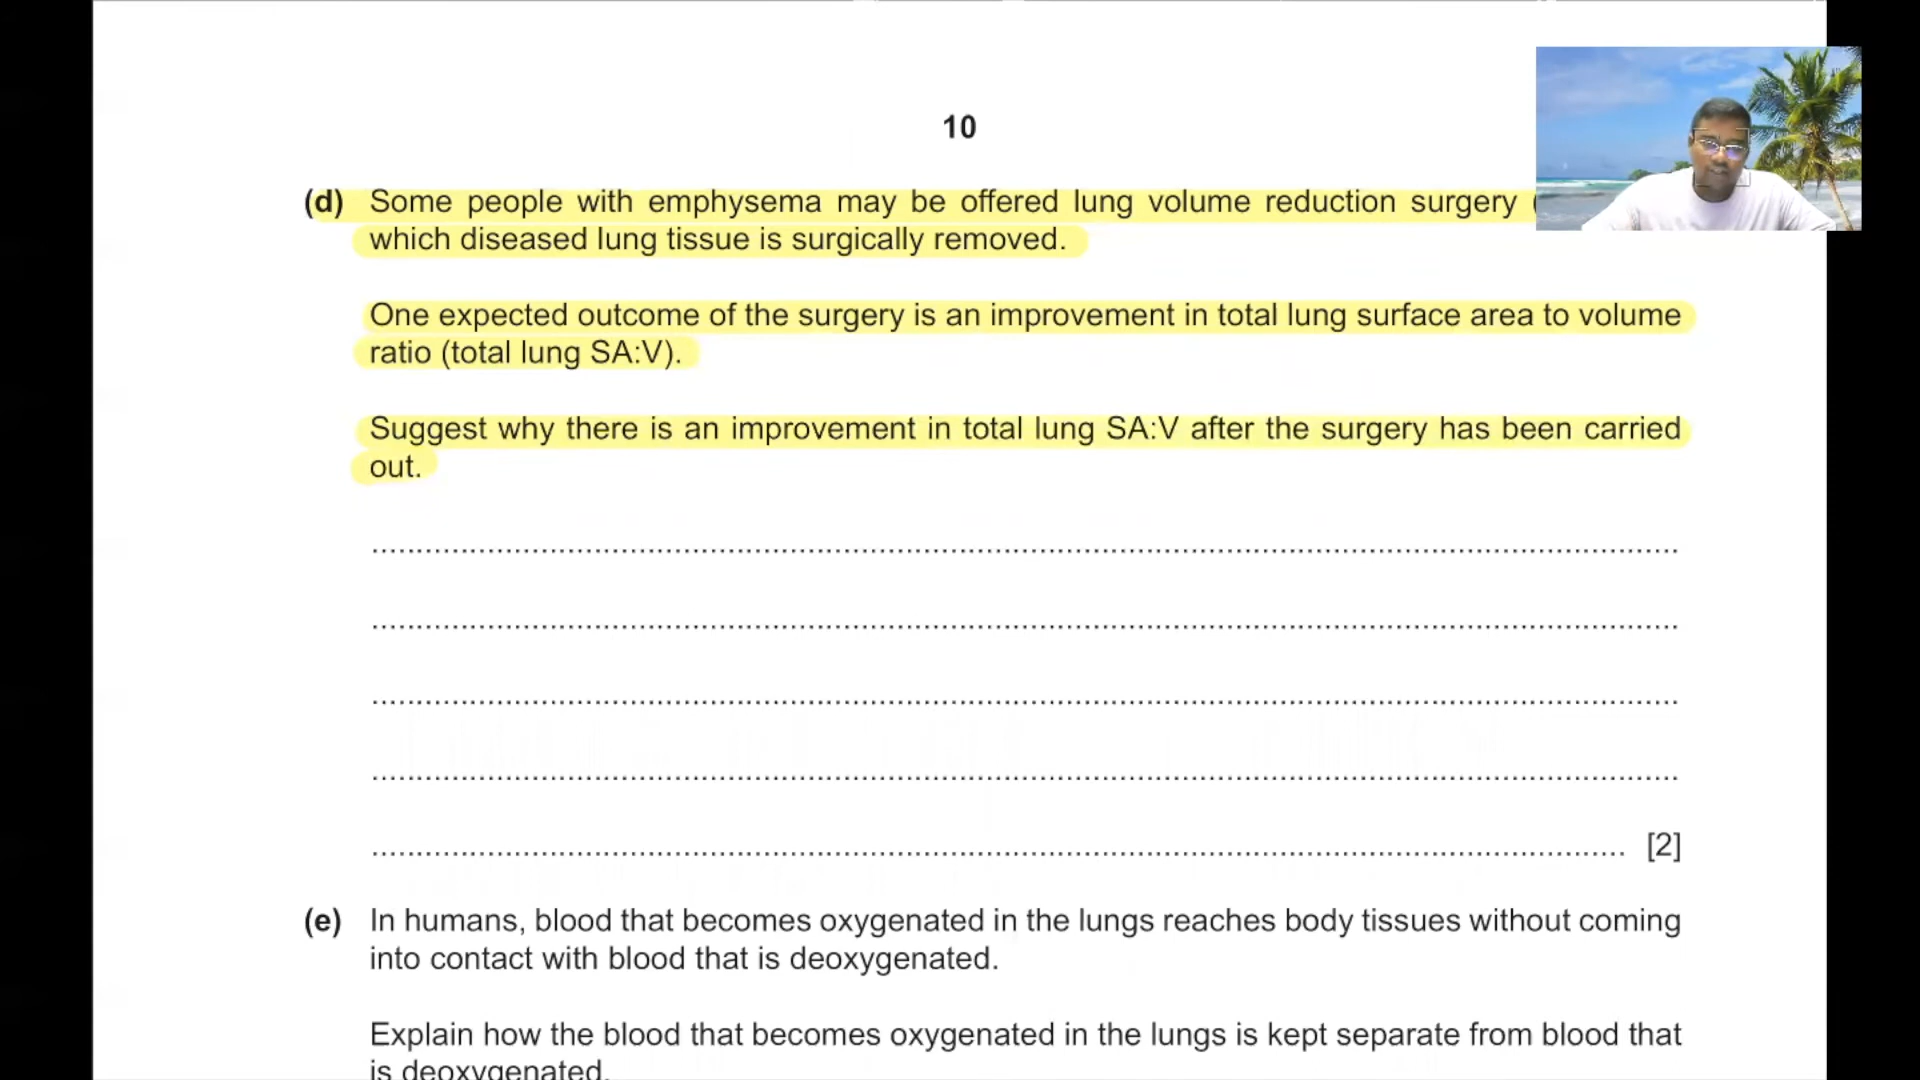 10
(d) Some people with emphysema may be offered lung volume reduction surgery (
which diseased lung tissue is surgically removed.
One expected outcome of the surgery is an improvement in total lung surface area to volume
ratio (total lung SA:V).
Suggest why there is an improvement in total lung SA:V after the surgery has been carried
out.
[2]
(e) In humans, blood that becomes oxygenated in the lungs reaches body tissues without coming
into contact with blood that is deoxygenated.
Explain how the blood that becomes oxygenated in the lungs is kept separate from blood that
is deoxygenated.